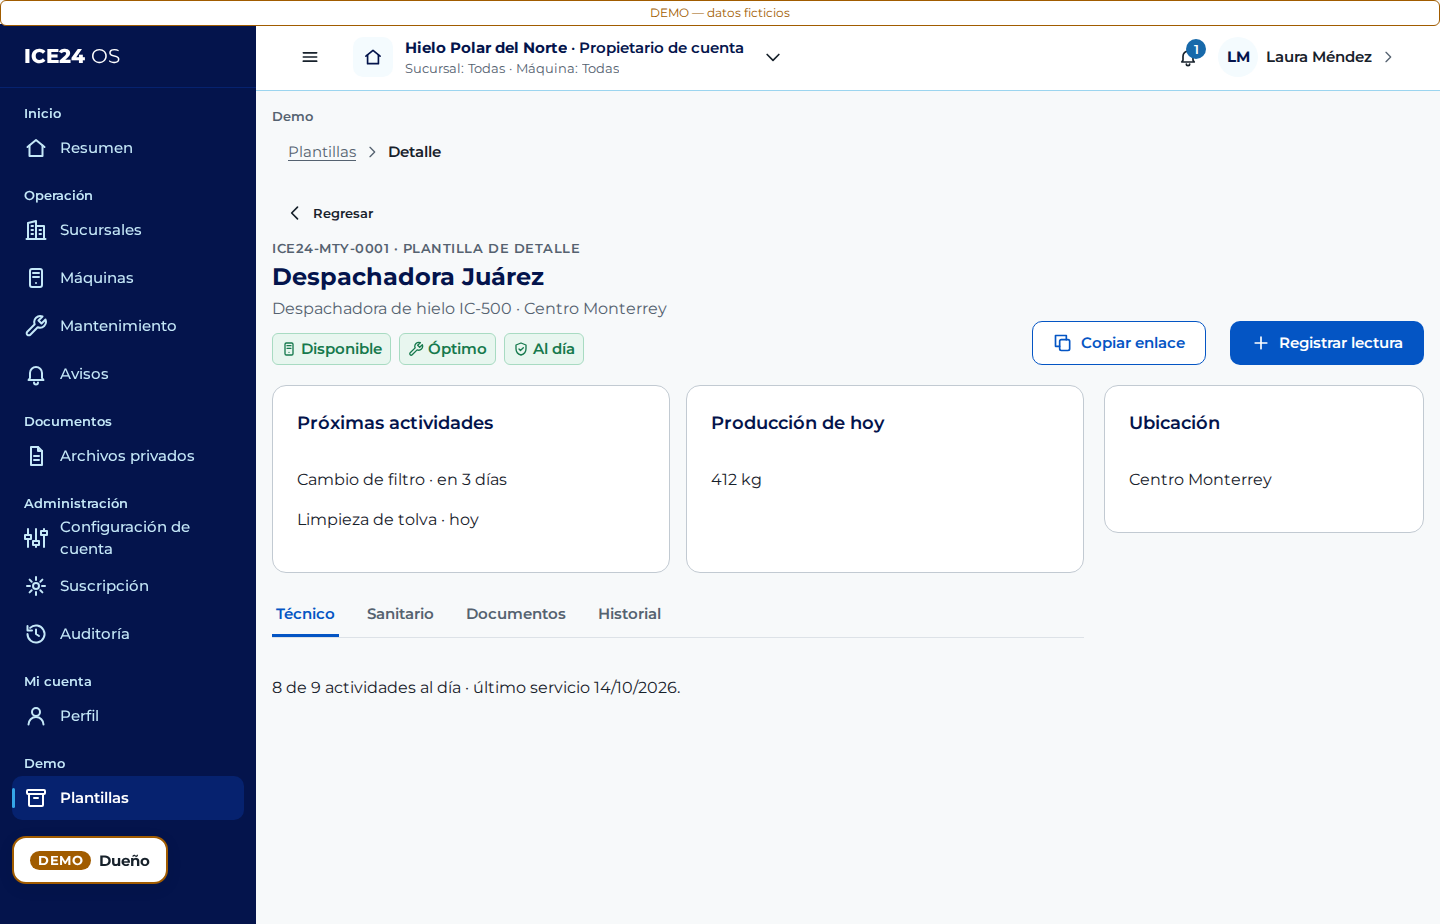 DEMO — datos ficticios
ICE24 OS
Inicio
Resumen
Operación
Sucursales
Máquinas
Mantenimiento
Avisos
Documentos
Archivos privados
Administración
Configuración de
cuenta
Suscripción
Auditoría
Mi cuenta
Perfil
Demo
Plantillas
DEMO Dueño
Hielo Polar del Norte · Propietario de cuenta
Sucursal: Todas · Máquina: Todas
1
LM Laura Méndez
Demo
Plantillas Detalle
Regresar
ICE24-MTY-0001 · PLANTILLA DE DETALLE
Despachadora Juárez
Despachadora de hielo IC-500 · Centro Monterrey
Disponible Óptimo Al día
Copiar enlace Registrar lectura
Próximas actividades
Cambio de filtro · en 3 días
Limpieza de tolva · hoy
Producción de hoy
412 kg
Ubicación
Centro Monterrey
Técnico Sanitario Documentos Historial
8 de 9 actividades al día · último servicio 14/10/2026.